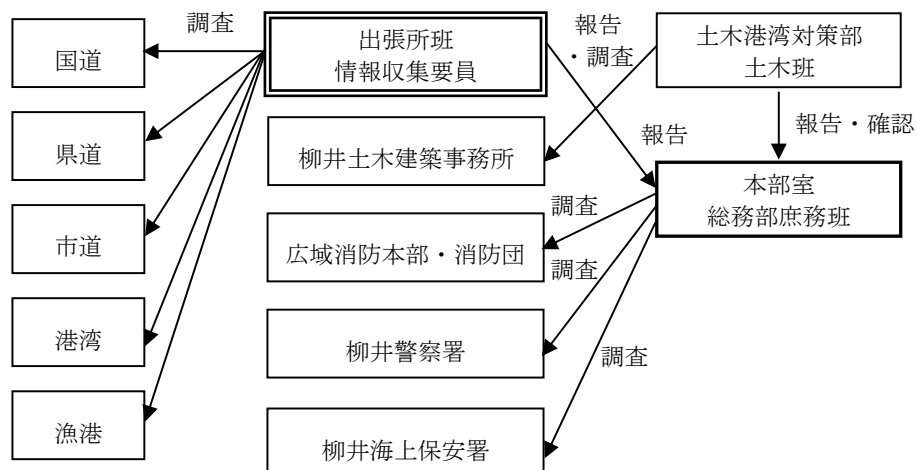 調査
出張所班
情報収集要員
報告
・調査
土木港湾対策部
土木班
国道
県道
柳井土木建築事務所
報告
報告・確認
本部室
総務部庶務班
市道
調査
広域消防本部・消防団
調査
港湾
柳井警察署
調査
漁港
柳井海上保安署